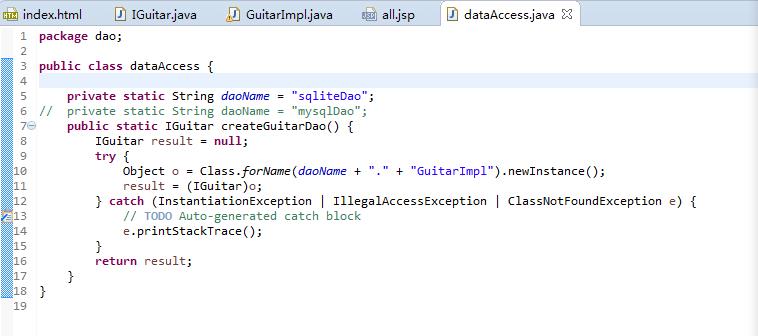 index.html IGuitar.java GuitarImpl.java all.jsp dataAccess.java
1 package dao;
2
3 public class dataAccess {
4
5     private static String daoName = "sqliteDao";
6 //  private static String daoName = "mysqlDao";
7     public static IGuitar createGuitarDao() {
8         IGuitar result = null;
9         try {
10             Object o = Class.forName(daoName + "." + "GuitarImpl").newInstance();
11             result = (IGuitar)o;
12         } catch (InstantiationException | IllegalAccessException | ClassNotFoundException e) {
13             // TODO Auto-generated catch block
14             e.printStackTrace();
15         }
16         return result;
17     }
18 }
19